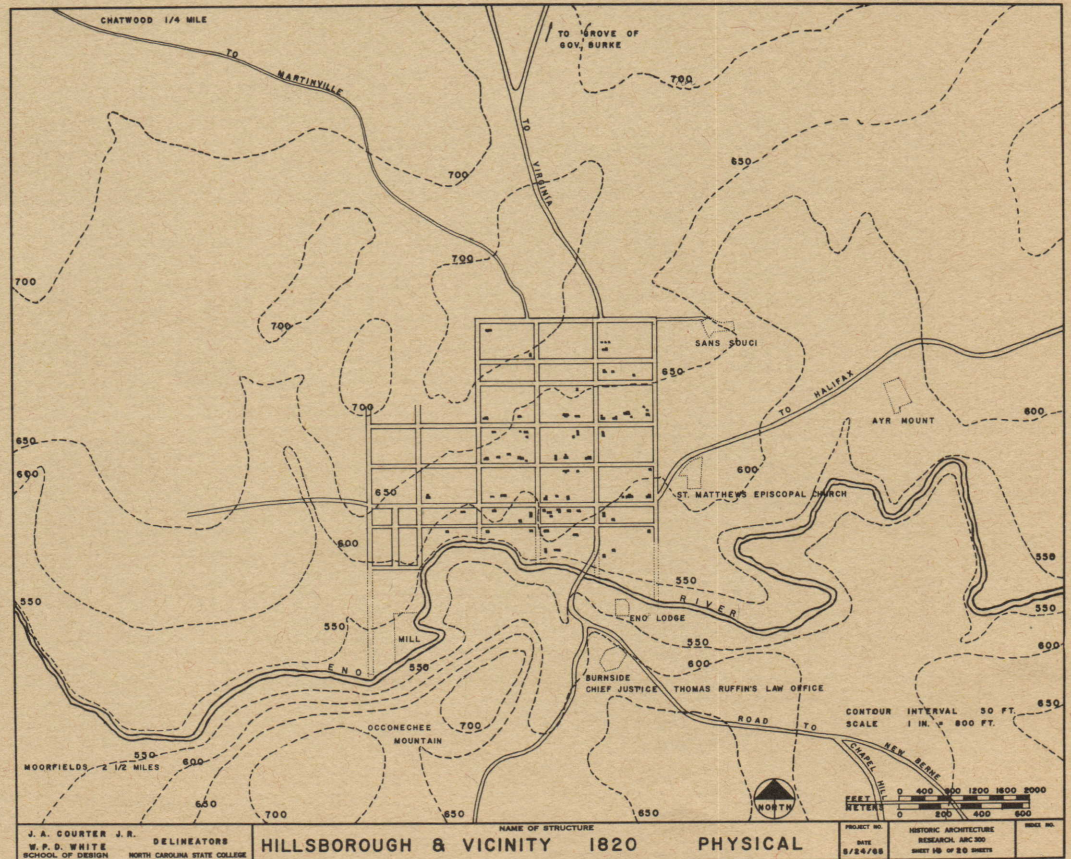 CHATWOOD 1/4 MILE
TO GROVE OF
GOV. BURKE
TO MARTINVILLE
TO VIRGINIA
700
650
700
700
700
700
SANS SOUCI
650
TO HALIFAX
700
AYR MOUNT
600
650
600
600
650
ST. MATTHEWS EPISCOPAL CHURCH
600
550
550
550
RIVER
550
550
ENO LODGE
550
MILL
600
600
ENO
550
BURNSIDE
CHIEF JUSTICE THOMAS RUFFIN'S LAW OFFICE
650
700
OCCONECHEE
MOUNTAIN
ROAD TO
NEW BERNE
CHAPEL HILL
CONTOUR INTERVAL 50 FT.
SCALE 1 IN. = 800 FT.
550
600
MOORFIELDS 2 1/2 MILES
650
700
650
650
NORTH
FEET 0 400 800 1200 1600 2000
METERS 0 200 400 600
J. A. COURTER J.R.
W. P. D. WHITE
DELINEATORS
SCHOOL OF DESIGN NORTH CAROLINA STATE COLLEGE
NAME OF STRUCTURE
HILLSBOROUGH & VICINITY 1820 PHYSICAL
PROJECT NO.
DATE
HISTORIC ARCHITECTURE
RESEARCH, ARC 300
OF 20 SHEETS
INDEX NO.